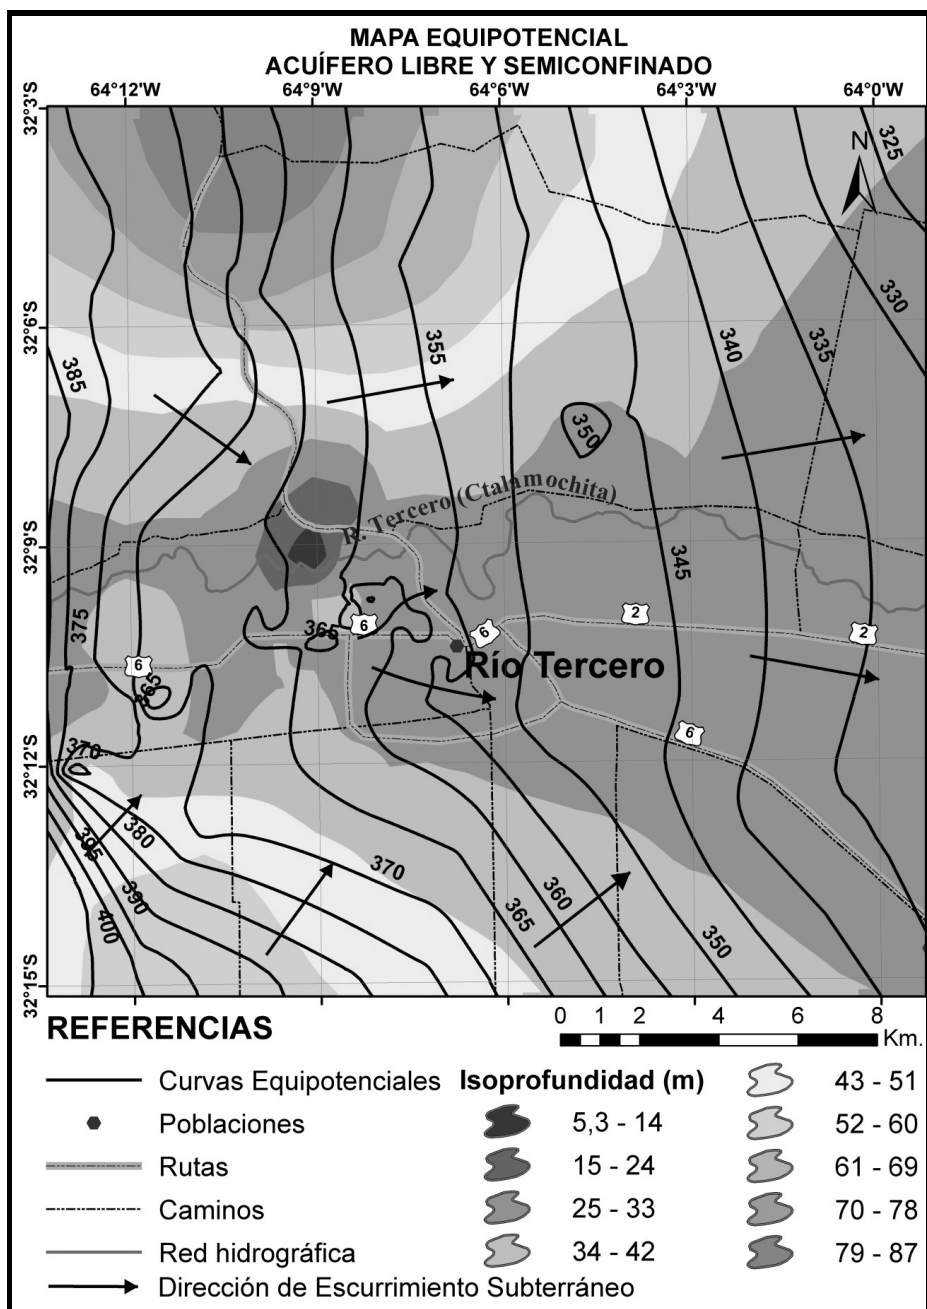 MAPA EQUIPOTENCIAL
ACUÍFERO LIBRE Y SEMICONFINADO
64°12'W 64°9'W 64°6'W 64°3'W 64°0'W
32°3'S
N
325
330
32°6'S
385
355
340
335
350
R. Tercero (Ctalamochita)
32°9'S
375
345
365
6
6
2
2
6
Río Tercero
365
6
370
32°12'S
395
380
390
400
370
365
360
350
32°15'S
REFERENCIAS
0 1 2 4 6 8
Km.
Curvas Equipotenciales
Poblaciones
Rutas
Caminos
Red hidrográfica
Dirección de Escurrimiento Subterráneo
Isoprofundidad (m)
5,3 - 14
15 - 24
25 - 33
34 - 42
43 - 51
52 - 60
61 - 69
70 - 78
79 - 87